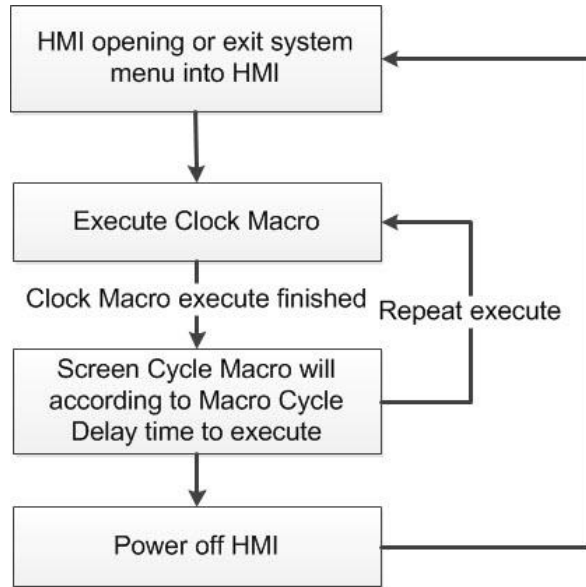 HMI opening or exit system
menu into HMI
Execute Clock Macro
Clock Macro execute finished
Repeat execute
Screen Cycle Macro will
according to Macro Cycle
Delay time to execute
Power off HMI